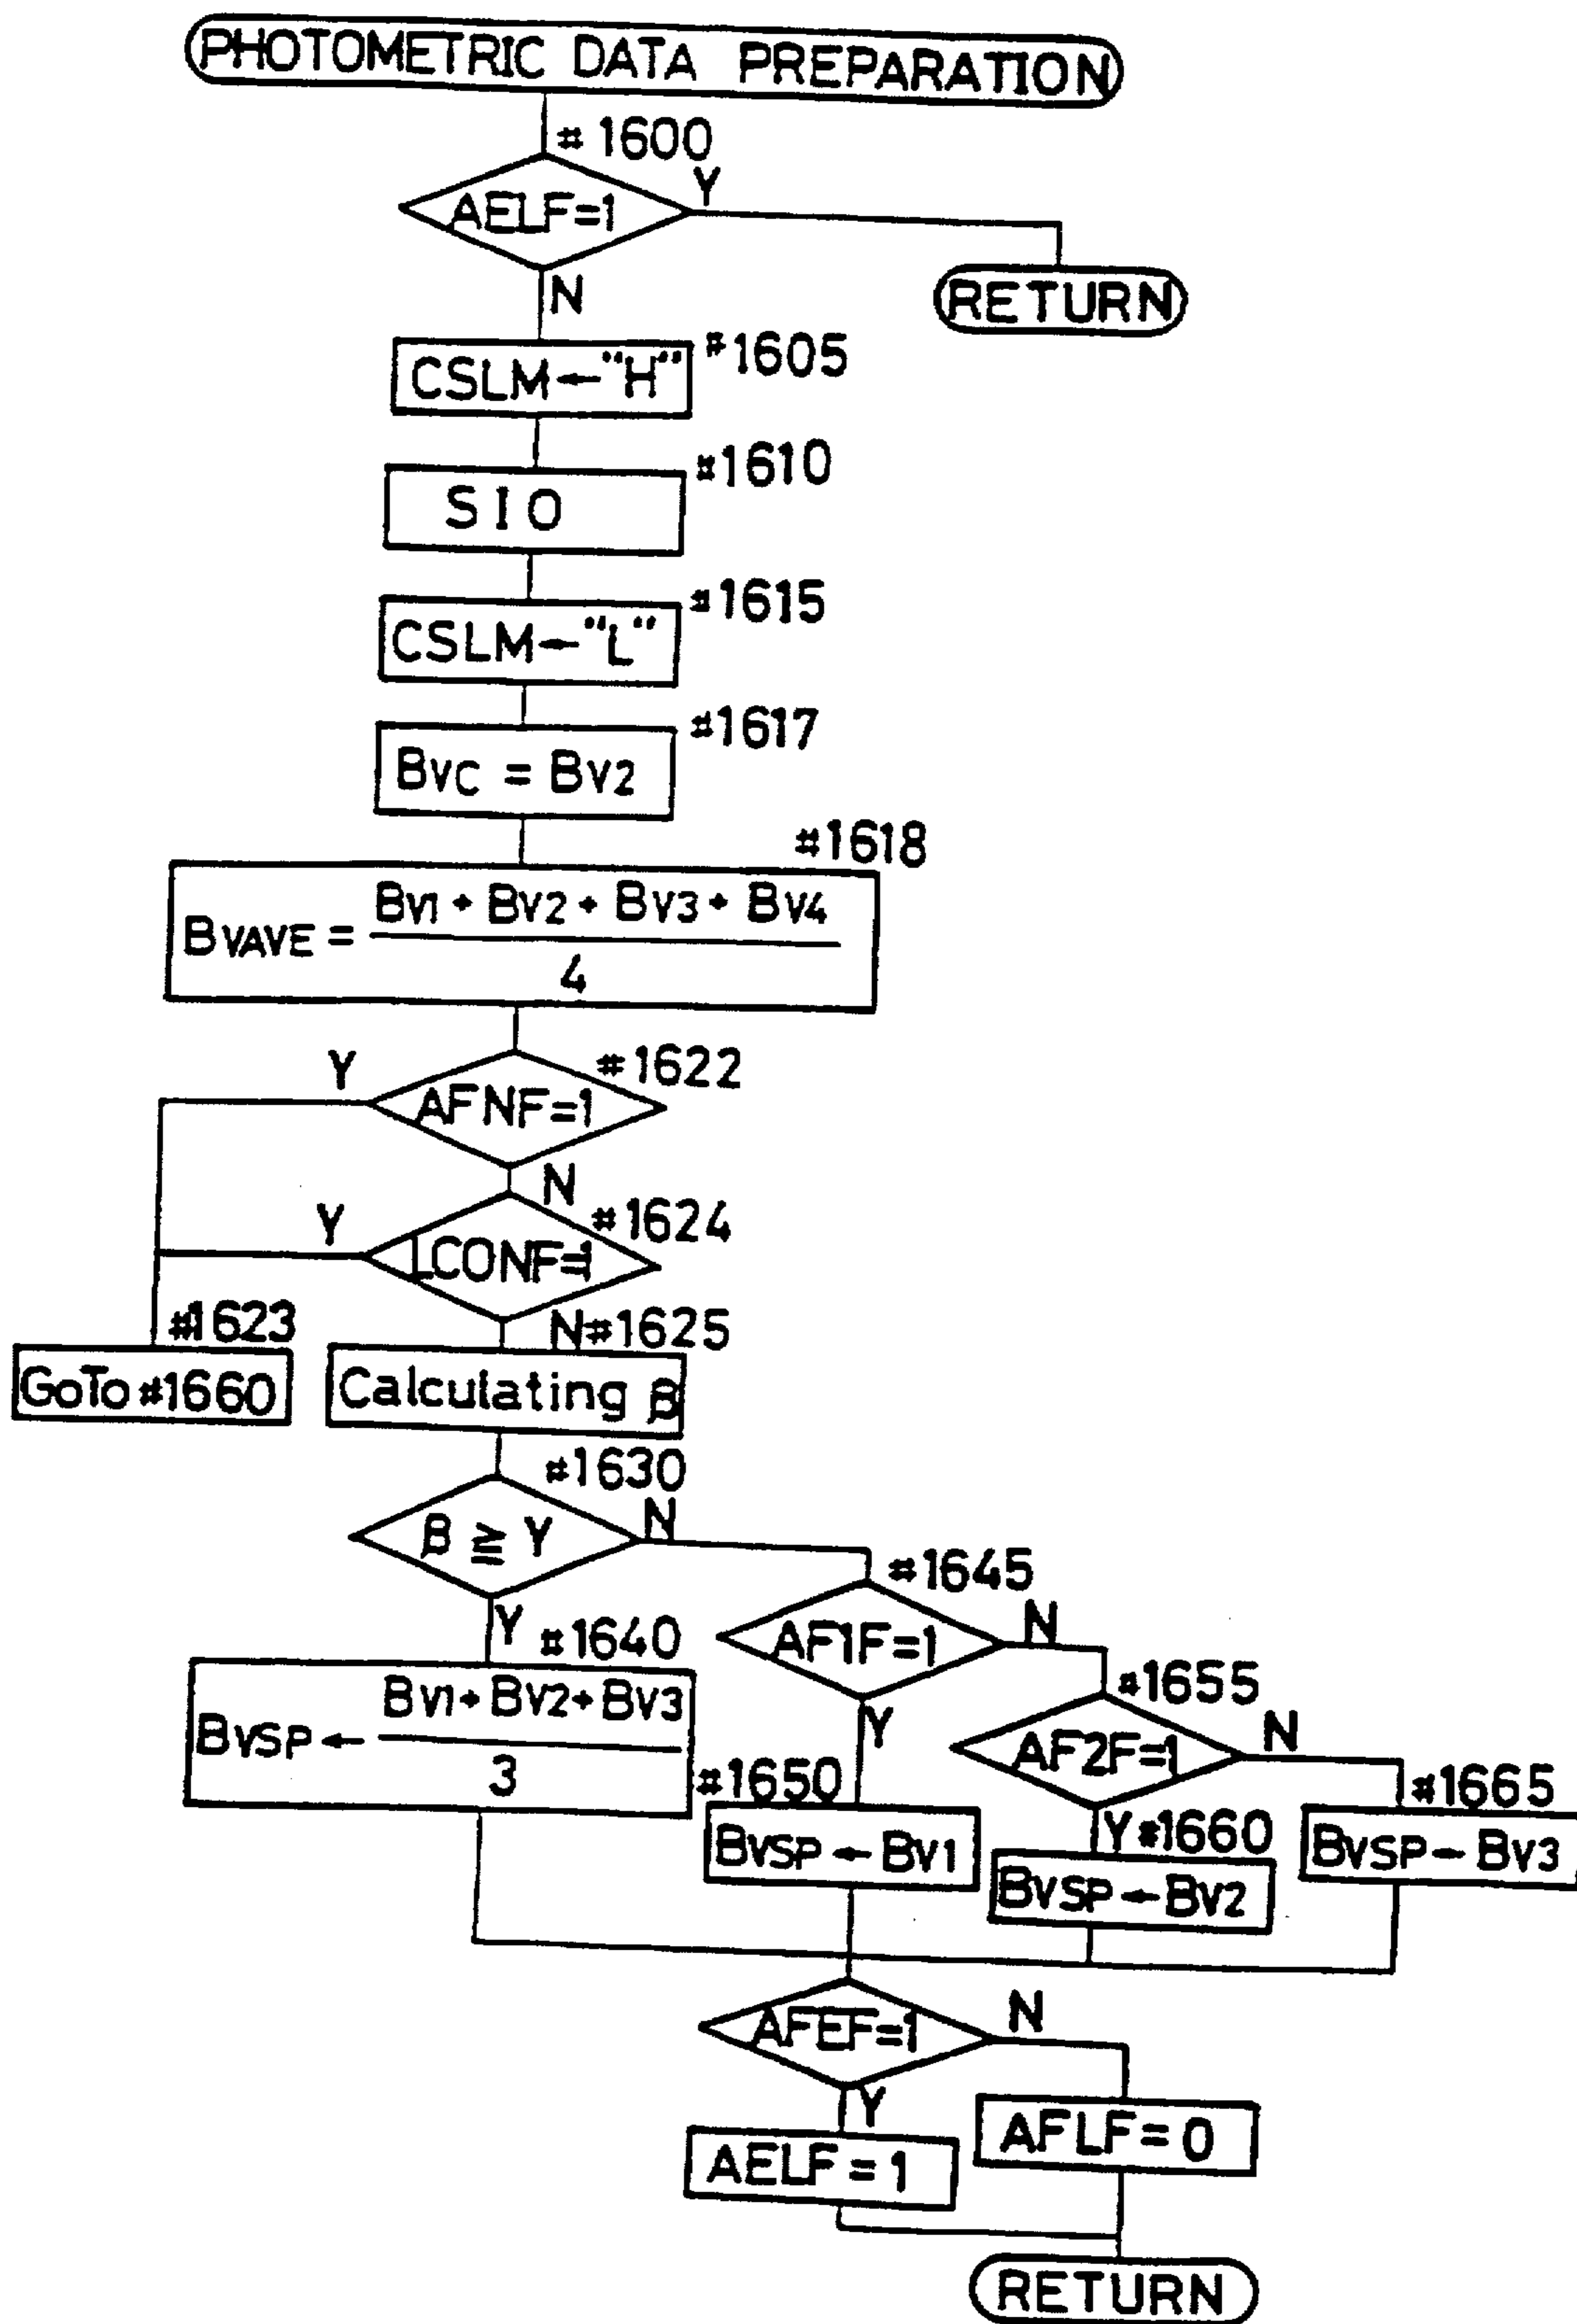 PHOTOMETRIC DATA PREPARATION
#1600
AELF=1
Y
N
RETURN
CSLM←"H"
#1605
SIO
#1610
CSLM←"L"
#1615
BVC = BV2
#1617
#1618
BVAVE = BV1 + BV2 + BV3 + BV4
4
Y
AFNF=1
#1622
N
Y
LCONF=1
#1624
N
#1623
GoTo #1660
#1625
Calculating β
#1630
β ≧ γ
N
Y
#1640
BVSP ← BV1 + BV2 + BV3
3
#1645
AF1F=1
N
Y
#1650
BVSP ← BV1
#1655
AF2F=1
N
Y
#1660
BVSP ← BV2
#1665
BVSP ← BV3
AFEF=1
N
Y
AELF = 1
AFLF = 0
RETURN